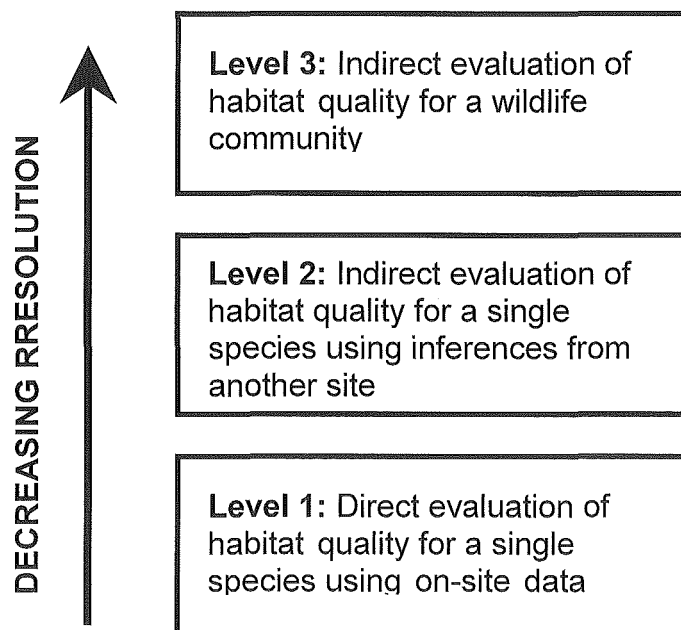 DECREASING RRESOLUTION
Level 3: Indirect evaluation of
habitat quality for a wildlife
community
Level 2: Indirect evaluation of
habitat quality for a single
species using inferences from
another site
Level 1: Direct evaluation of
habitat quality for a single
species using on-site data